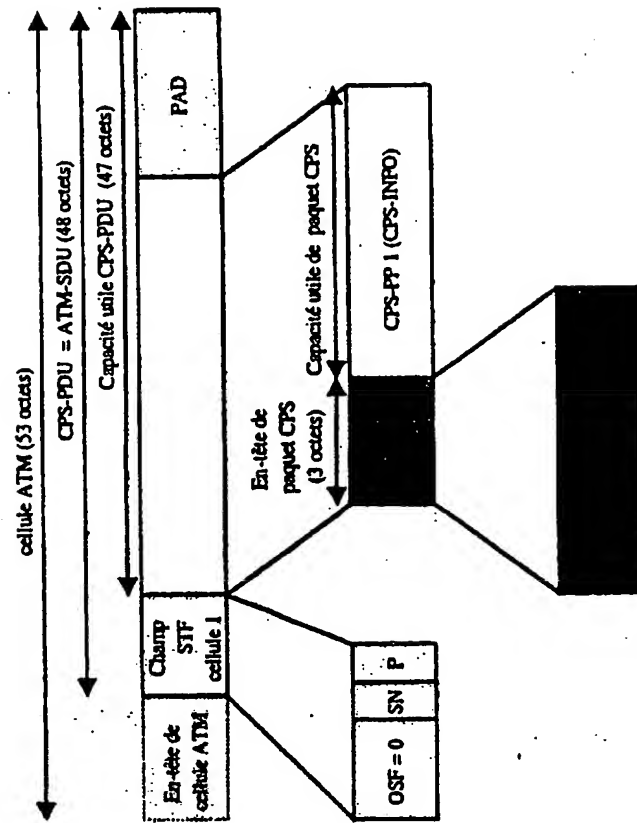 cellule ATM (53 octets)
CPS-PDU = ATM-SDU (48 octets)
Capacité utile CPS-PDU (47 octets)
En-tête de
cellule ATM
Champ
STF
cellule 1
PAD
En-tête de
paquet CPS
(3 octets)
Capacité utile de paquet CPS
OSF = 0
SN
P
CPS-PP 1 (CPS-INFO)